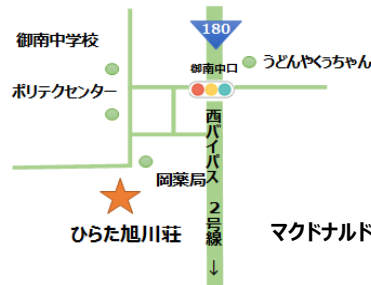 180
御南中学校
御南中口
うどんやくぅちゃん
ポリテクセンター
西バイパス 2号線 ↓
岡薬局
ひらた旭川荘
マクドナルド